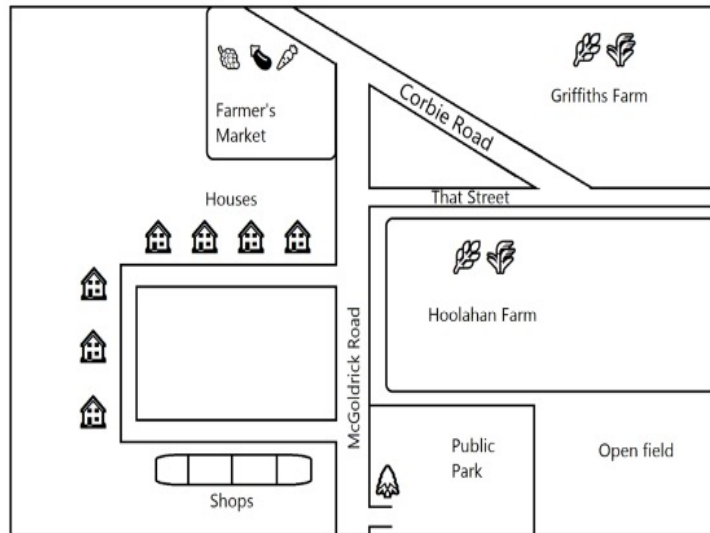 Farmer's
Market
Corbie Road
Griffiths Farm
Houses
That Street
McGoldrick Road
Hoolahan Farm
Public
Park
Open field
Shops